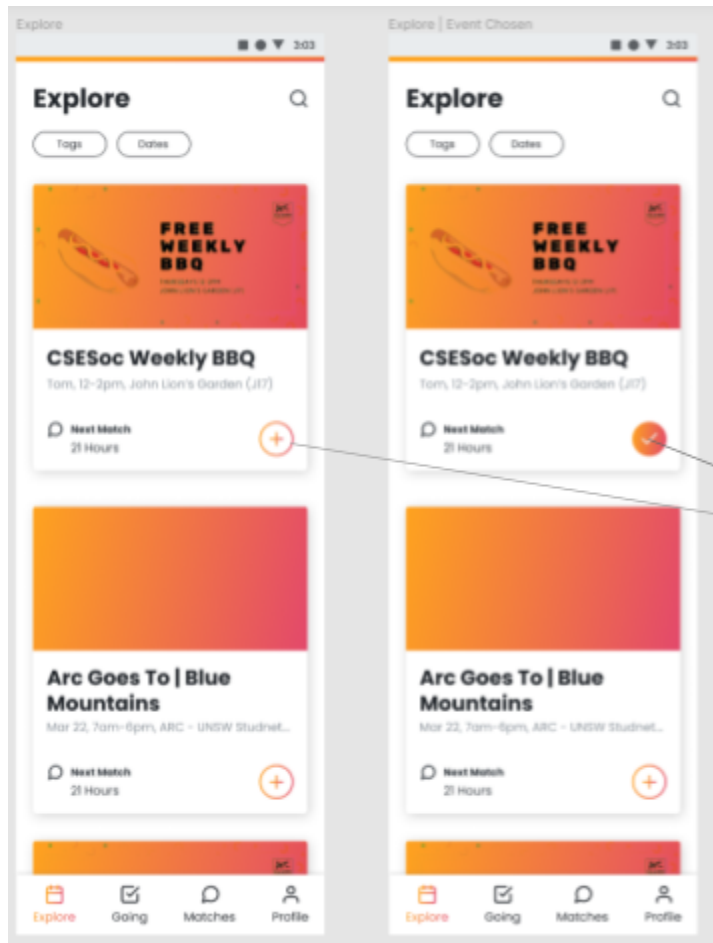 Explore
3:03
Explore
Tags Dates
FREE
WEEKLY
BBQ
CSESoc Weekly BBQ
Tom, 12-2pm, John Lion's Garden (J17)
Next Match
21 Hours
Arc Goes To | Blue
Mountains
Mar 22, 7am-6pm, ARC - UNSW Studnet...
Next Match
21 Hours
Explore Going Matches Profile
Explore | Event Chosen
3:03
Explore
Tags Dates
FREE
WEEKLY
BBQ
CSESoc Weekly BBQ
Tom, 12-2pm, John Lion's Garden (J17)
Next Match
21 Hours
Arc Goes To | Blue
Mountains
Mar 22, 7am-6pm, ARC - UNSW Studnet...
Next Match
21 Hours
Explore Going Matches Profile